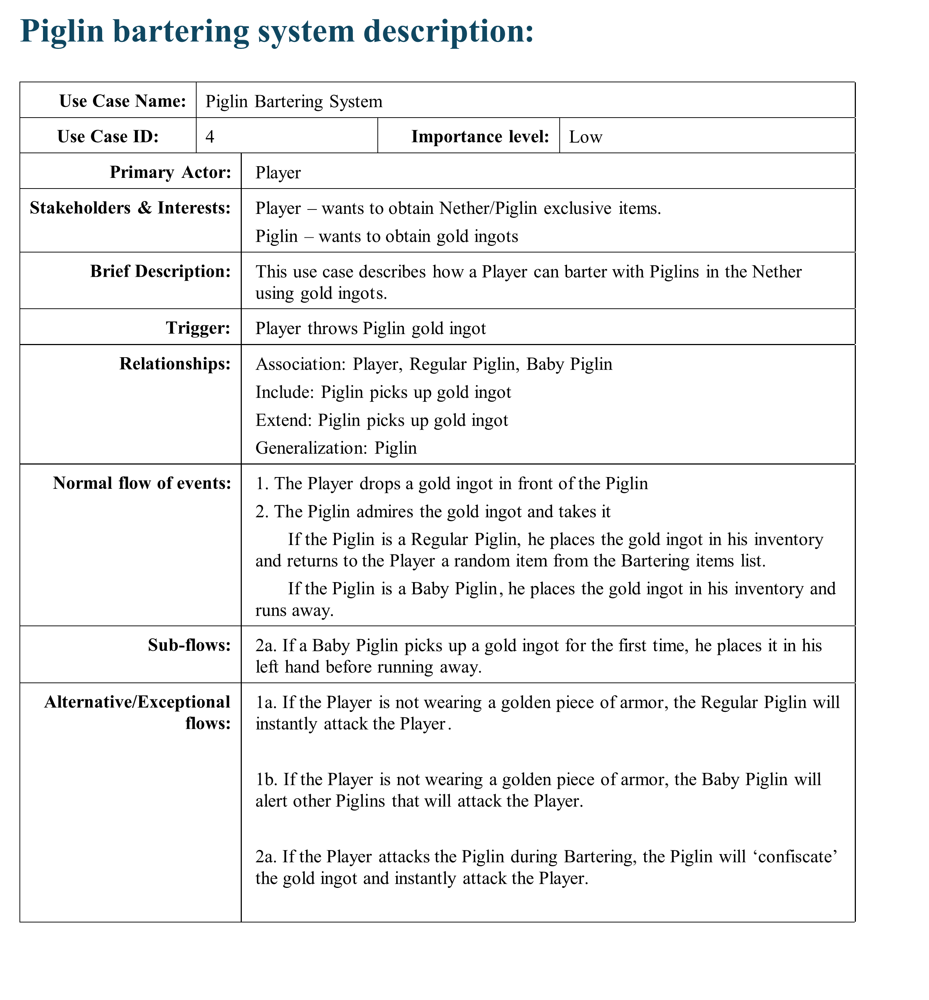 Piglin bartering system description:
Use Case Name: Piglin Bartering System
Use Case ID: 4 Importance level: Low
Primary Actor: Player
Stakeholders & Interests: Player – wants to obtain Nether/Piglin exclusive items.
Piglin – wants to obtain gold ingots
Brief Description: This use case describes how a Player can barter with Piglins in the Nether
using gold ingots.
Trigger: Player throws Piglin gold ingot
Relationships: Association: Player, Regular Piglin, Baby Piglin
Include: Piglin picks up gold ingot
Extend: Piglin picks up gold ingot
Generalization: Piglin
Normal flow of events: 1. The Player drops a gold ingot in front of the Piglin
2. The Piglin admires the gold ingot and takes it
If the Piglin is a Regular Piglin, he places the gold ingot in his inventory
and returns to the Player a random item from the Bartering items list.
If the Piglin is a Baby Piglin, he places the gold ingot in his inventory and
runs away.
Sub-flows: 2a. If a Baby Piglin picks up a gold ingot for the first time, he places it in his
left hand before running away.
Alternative/Exceptional
flows:
1a. If the Player is not wearing a golden piece of armor, the Regular Piglin will
instantly attack the Player.
1b. If the Player is not wearing a golden piece of armor, the Baby Piglin will
alert other Piglins that will attack the Player.
2a. If the Player attacks the Piglin during Bartering, the Piglin will ‘confiscate’
the gold ingot and instantly attack the Player.